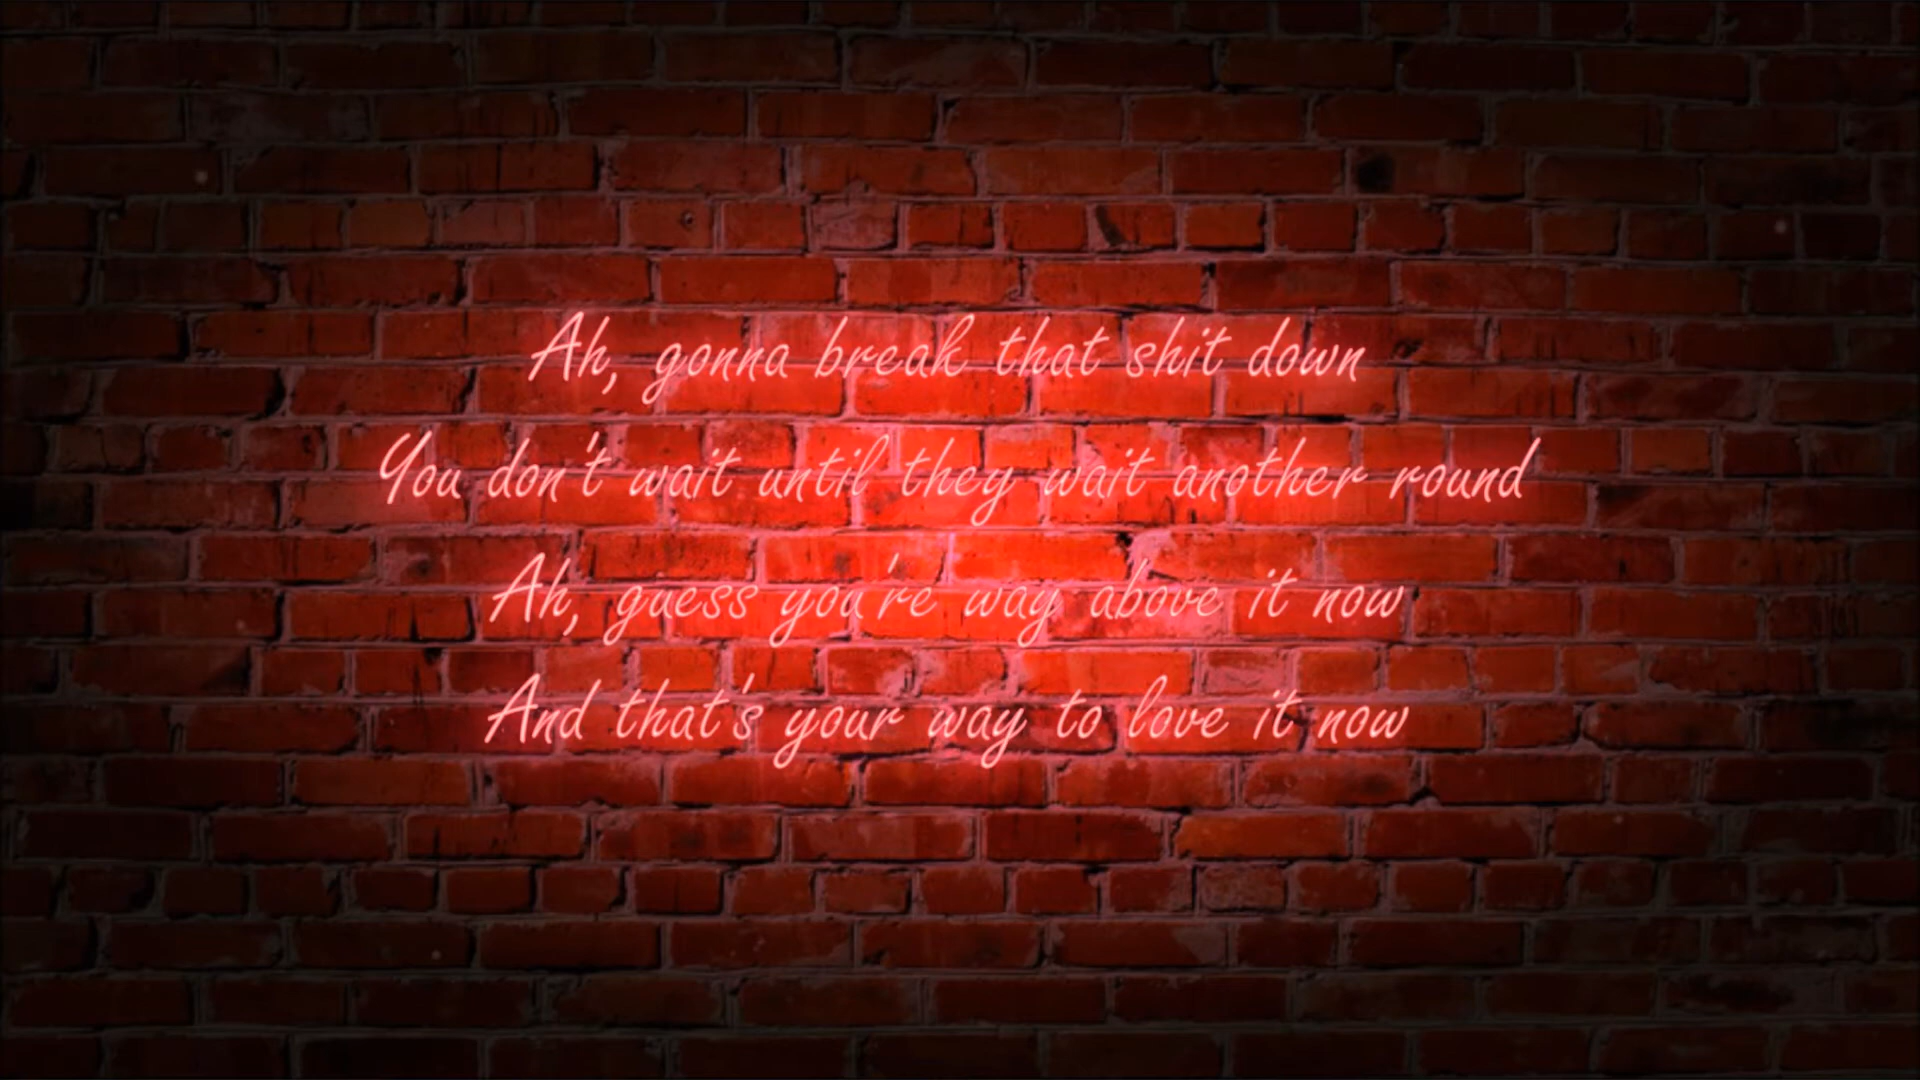 Ah, gonna break that shit down
You don't wait until they wait another round
Ah, guess you're way above it now
And that's your way to love it now